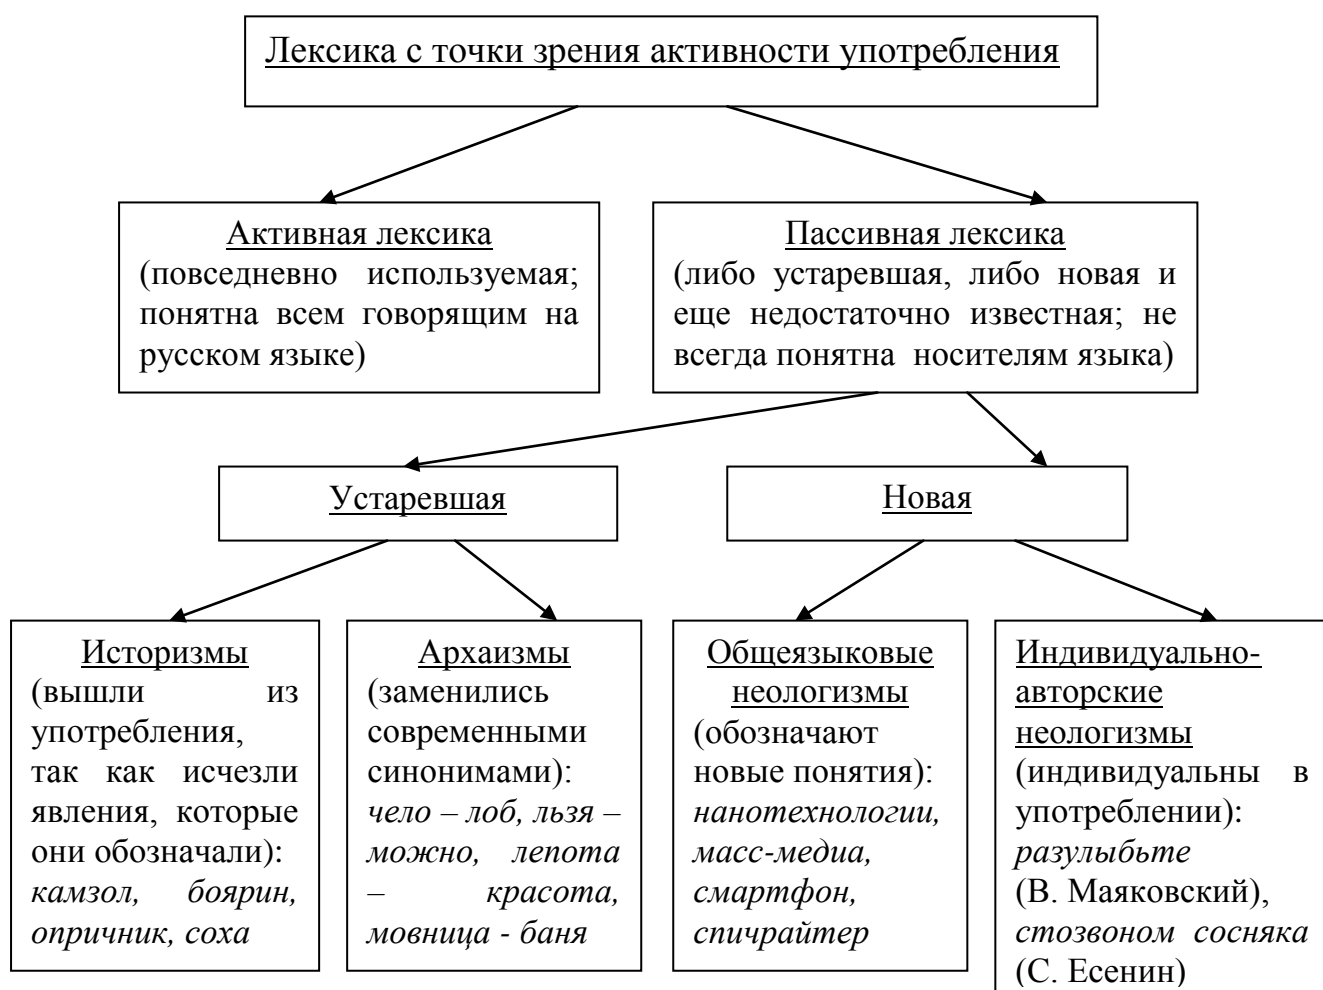 Лексика с точки зрения активности употребления
Активная лексика
(повседневно используемая;
понятна всем говорящим на
русском языке)
Пассивная лексика
(либо устаревшая, либо новая и
еще недостаточно известная; не
всегда понятна носителям языка)
Устаревшая
Новая
Историзмы
(вышли из
употребления,
так как исчезли
явления, которые
они обозначали):
камзол, боярин,
опричник, соха
Архаизмы
(заменились
современными
синонимами):
чело – лоб, льзя –
можно, лепота
– красота,
мовница - баня
Общеязыковые
неологизмы
(обозначают
новые понятия):
нанотехнологии,
масс-медиа,
смартфон,
спичрайтер
Индивидуально-
авторские
неологизмы
(индивидуальны в
употреблении):
разулыбьте
(В. Маяковский),
стозвоном сосняка
(С. Есенин)